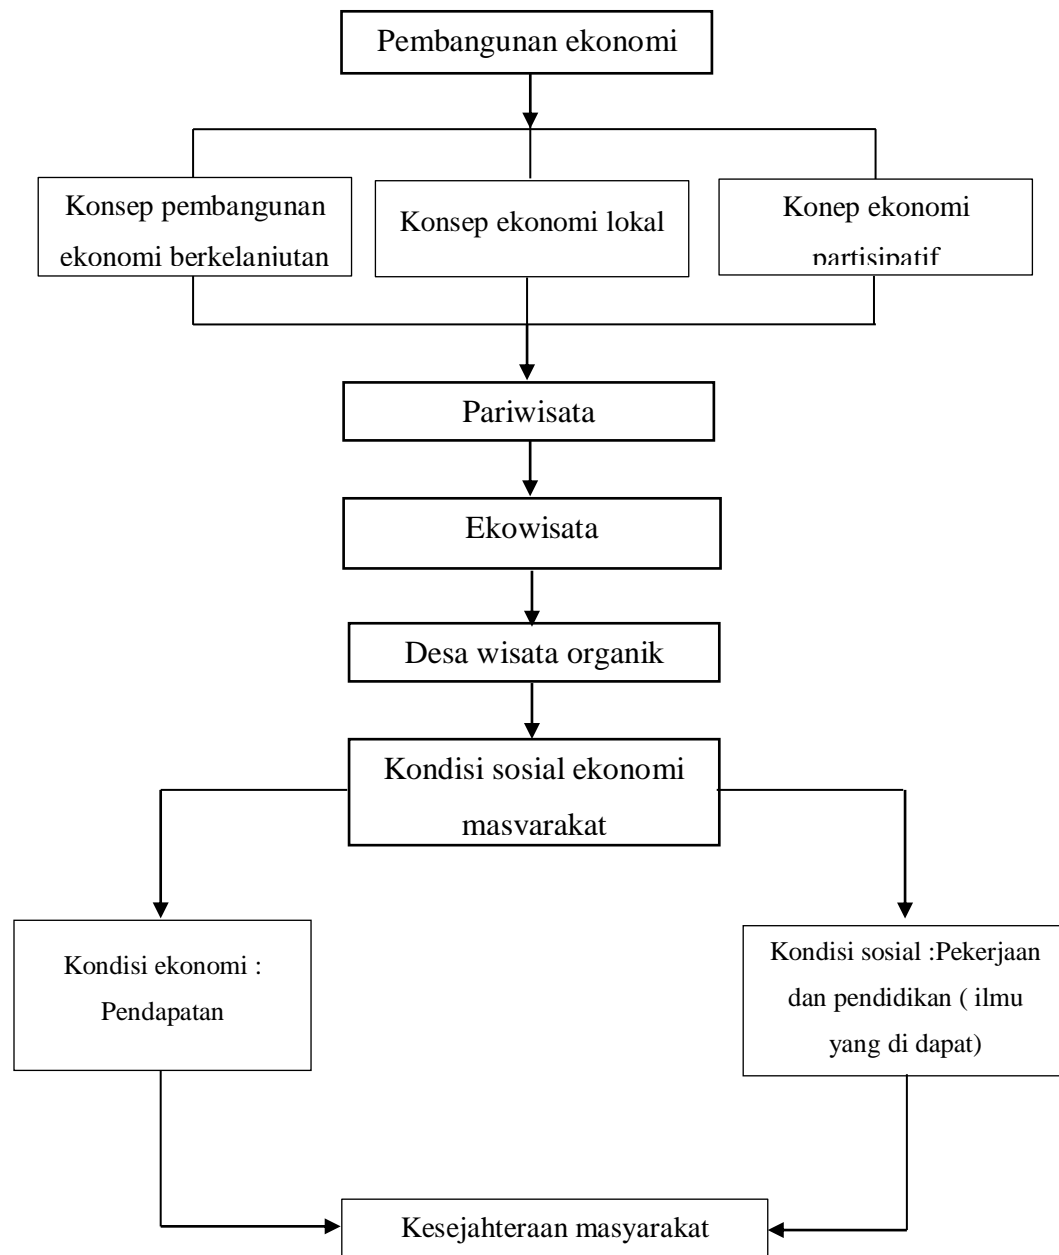 Pembangunan ekonomi
Konsep pembangunan
ekonomi berkelanjutan
Konsep ekonomi lokal
Konep ekonomi
partisipatif
Pariwisata
Ekowisata
Desa wisata organik
Kondisi sosial ekonomi
masyarakat
Kondisi ekonomi :
Pendapatan
Kondisi sosial :Pekerjaan
dan pendidikan ( ilmu
yang di dapat)
Kesejahteraan masyarakat